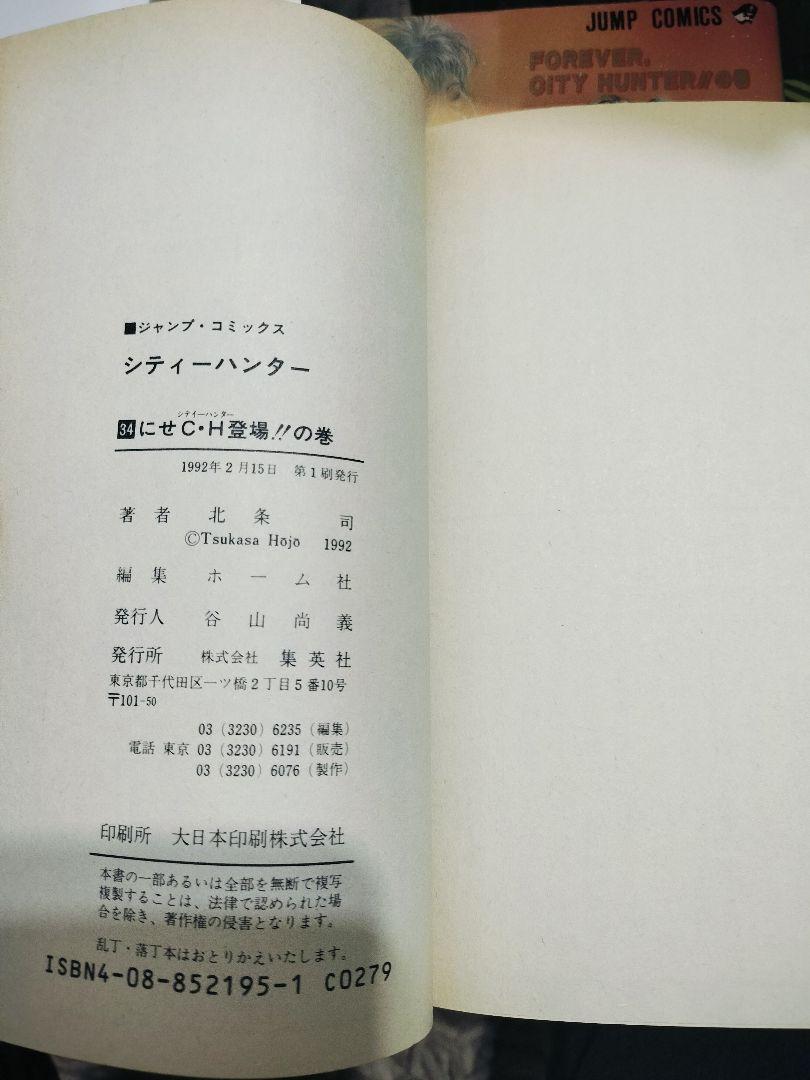 JUMP COMICS
FOREVER,
CITY HUNTER!!
■ジャンプ・コミックス
シティーハンター
シティーハンター
34にせC・H登場!!の巻
1992年2月15日 第1刷発行
著者 北条 司
©Tsukasa Hōjō 1992
編集 ホーム社
発行人 谷山尚義
発行所 株式会社 集英社
東京都千代田区一ツ橋2丁目5番10号
〒101-50
03 (3230) 6235 (編集)
電話 東京 03 (3230) 6191 (販売)
03 (3230) 6076 (製作)
印刷所 大日本印刷株式会社
本書の一部あるいは全部を無断で複写
複製することは、法律で認められた場
合を除き、著作権の侵害となります。
乱丁・落丁本はおとりかえいたします。
ISBN4-08-852195-1 C0279